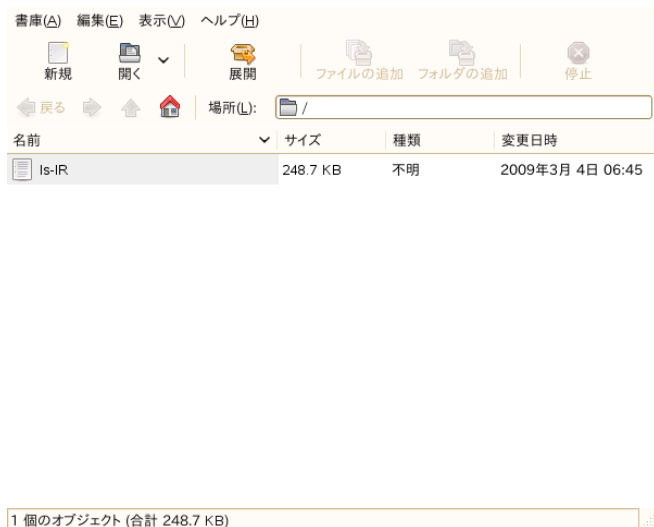 書庫(A) 編集(E) 表示(V) ヘルプ(H)
新規 開く 展開 ファイルの追加 フォルダの追加 停止
戻る 場所(L): /
名前 サイズ 種類 変更日時
ls-lR 248.7 KB 不明 2009年3月 4日 06:45
1 個のオブジェクト (合計 248.7 KB)